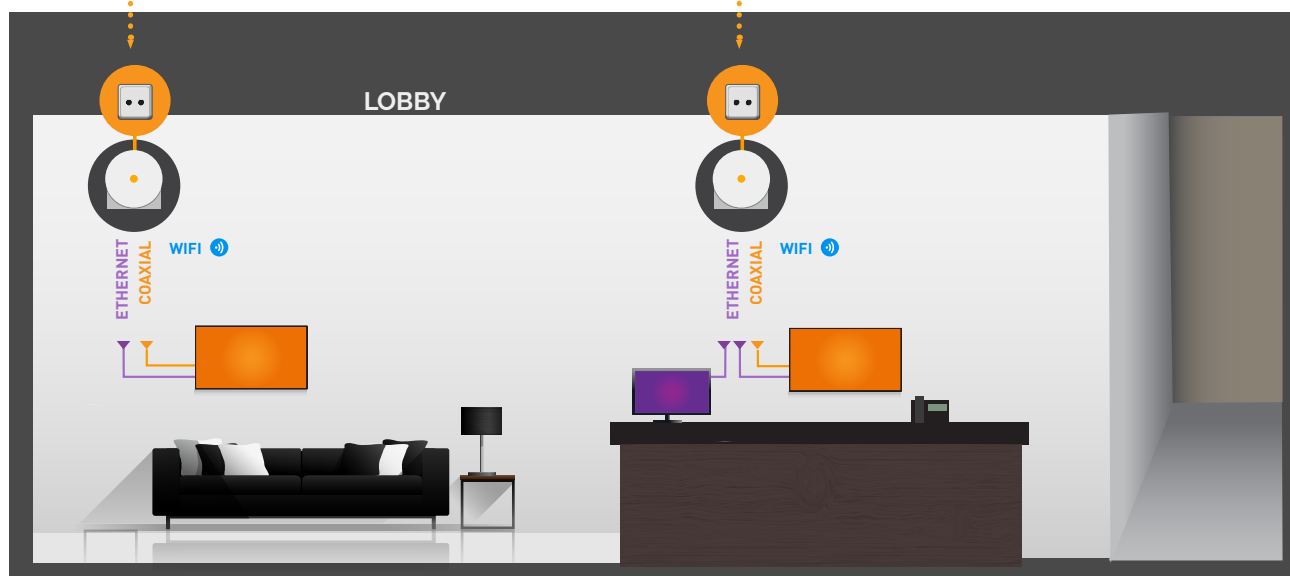 LOBBY
ETHERNET
COAXIAL
WIFI
ETHERNET
COAXIAL
WIFI